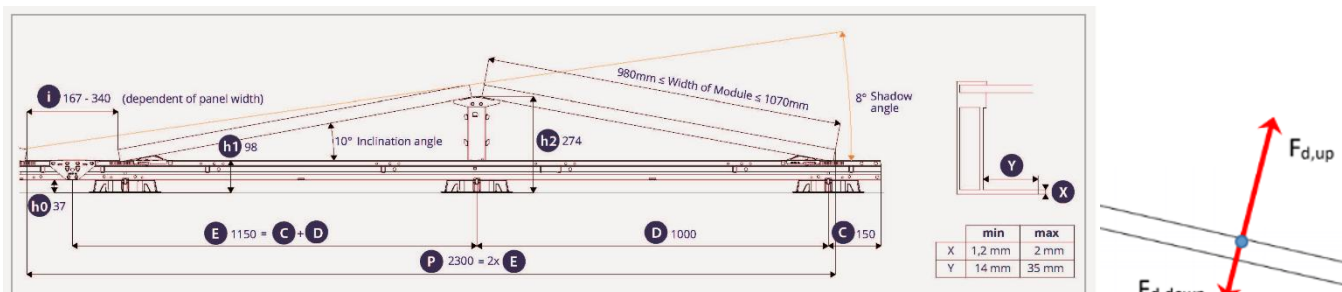 980mm ≤ Width of Module ≤ 1070mm
i 167 - 340 (dependent of panel width)
8° Shadow
angle
10° Inclination angle
h1 98
h2 274
h0 37
E 1150 = C + D
D 1000
C 150
P 2300 = 2x E
Y
X
min max
X 1,2 mm 2 mm
Y 14 mm 35 mm
Fd,up
Fd,down